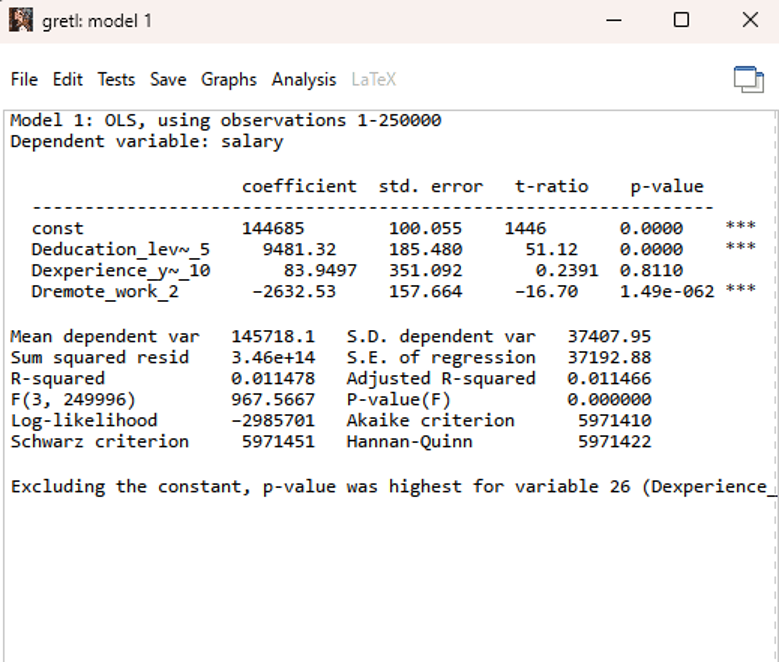 gretl: model 1
File Edit Tests Save Graphs Analysis LaTeX
Model 1: OLS, using observations 1-250000
Dependent variable: salary
coefficient std. error t-ratio p-value
-----------------------------------------------------------------
const 144685 100.055 1446 0.0000 ***
Deducation_lev~_5 9481.32 185.480 51.12 0.0000 ***
Dexperience_y~_10 83.9497 351.092 0.2391 0.8110
Dremote_work_2 −2632.53 157.664 −16.70 1.49e-062 ***
Mean dependent var 145718.1 S.D. dependent var 37407.95
Sum squared resid 3.46e+14 S.E. of regression 37192.88
R-squared 0.011478 Adjusted R-squared 0.011466
F(3, 249996) 967.5667 P-value(F) 0.000000
Log-likelihood −2985701 Akaike criterion 5971410
Schwarz criterion 5971451 Hannan-Quinn 5971422
Excluding the constant, p-value was highest for variable 26 (Dexperience_